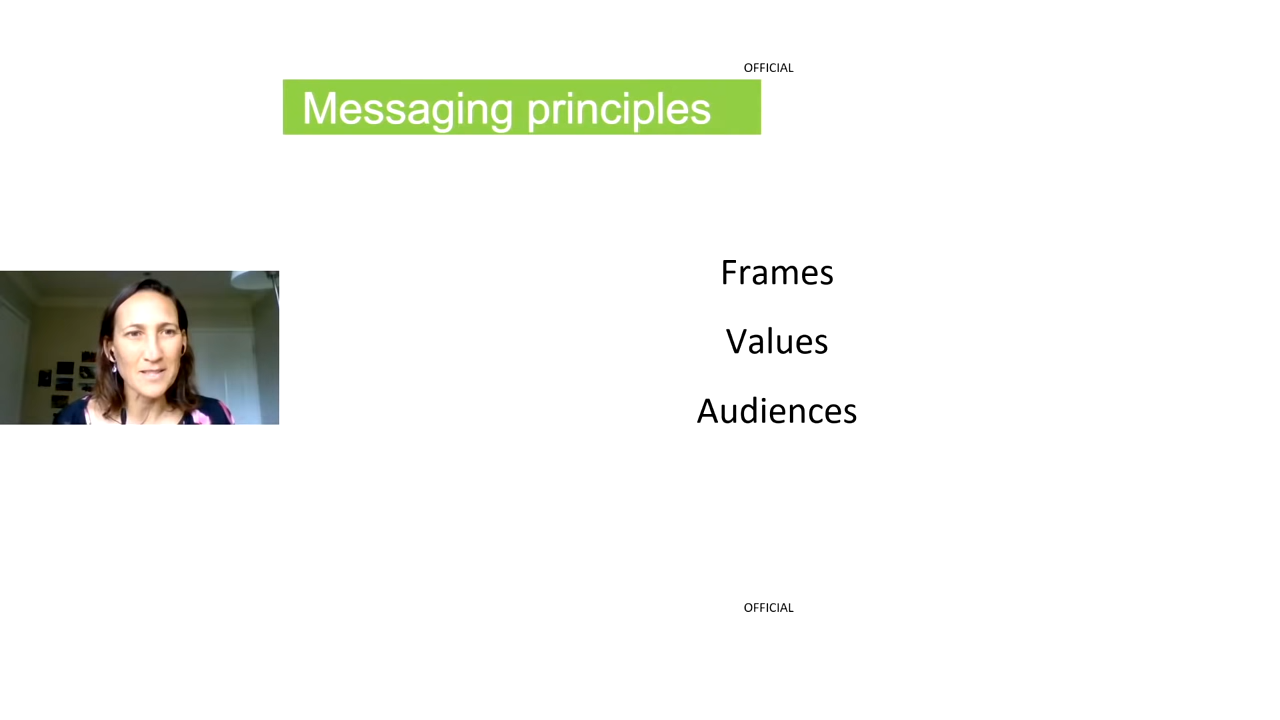 OFFICIAL
Messaging principles
Frames
Values
Audiences
OFFICIAL